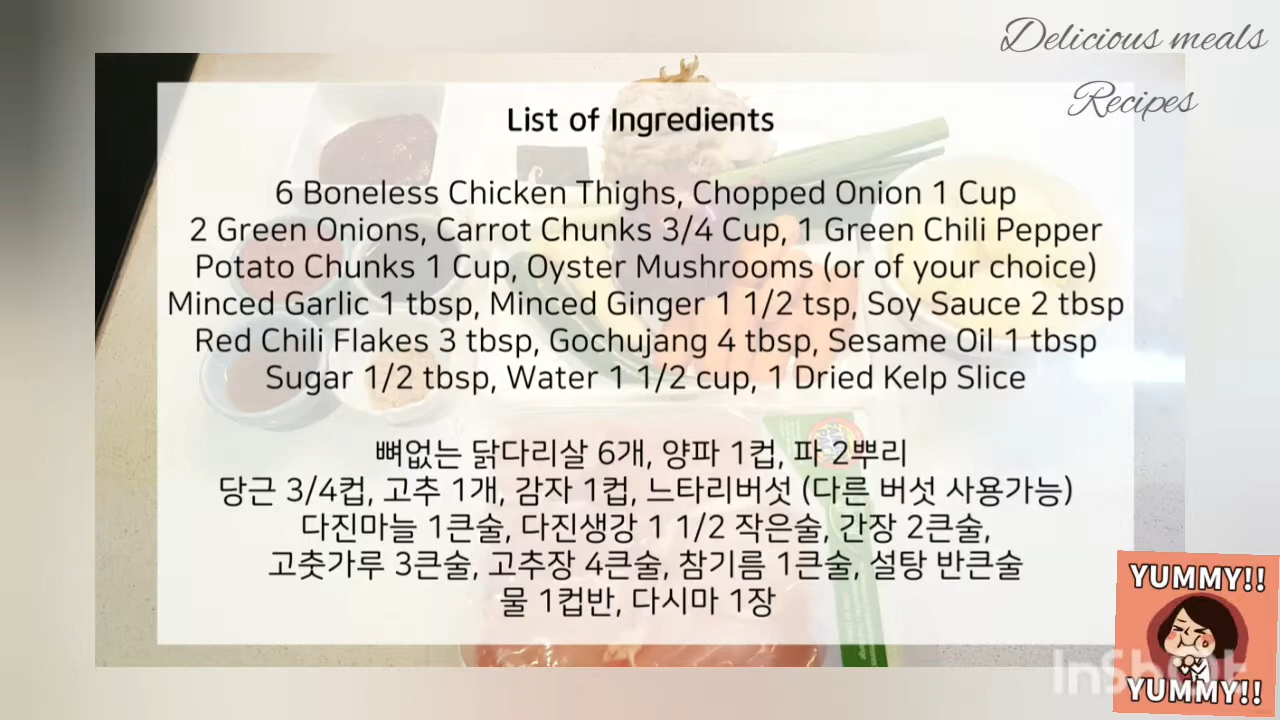 Delicious meals
Recipes
List of Ingredients
6 Boneless Chicken Thighs, Chopped Onion 1 Cup
2 Green Onions, Carrot Chunks 3/4 Cup, 1 Green Chili Pepper
Potato Chunks 1 Cup, Oyster Mushrooms (or of your choice)
Minced Garlic 1 tbsp, Minced Ginger 1 1/2 tsp, Soy Sauce 2 tbsp
Red Chili Flakes 3 tbsp, Gochujang 4 tbsp, Sesame Oil 1 tbsp
Sugar 1/2 tbsp, Water 1 1/2 cup, 1 Dried Kelp Slice
뼈없는 닭다리살 6개, 양파 1컵, 파 2뿌리
당근 3/4컵, 고추 1개, 감자 1컵, 느타리버섯 (다른 버섯 사용가능)
다진마늘 1큰술, 다진생강 1 1/2 작은술, 간장 2큰술,
고춧가루 3큰술, 고추장 4큰술, 참기름 1큰술, 설탕 반큰술
물 1컵반, 다시마 1장
YUMMY!!
InShOt
YUMMY!!